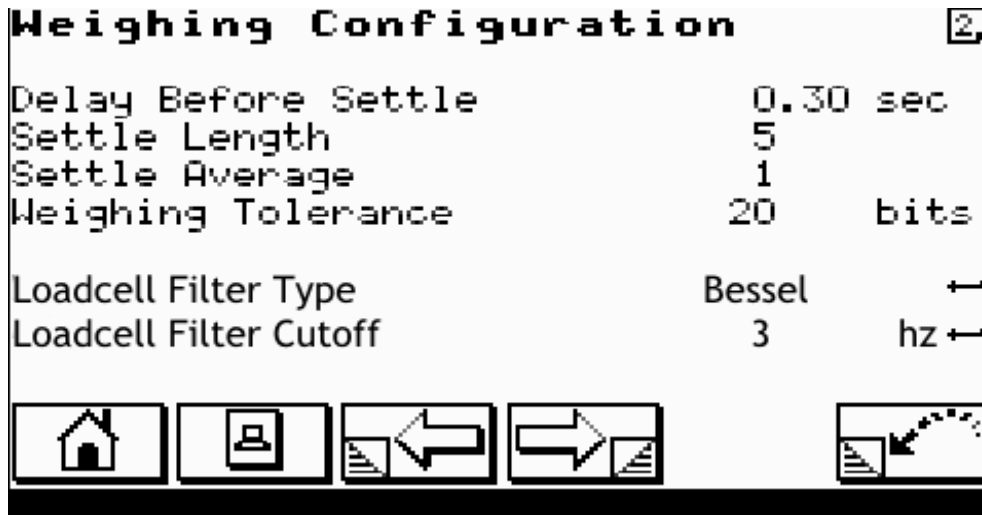 Weighing Configuration 2
Delay Before Settle 0.30 sec
Settle Length 5
Settle Average 1
Weighing Tolerance 20 bits
Loadcell Filter Type Bessel
Loadcell Filter Cutoff 3 hz